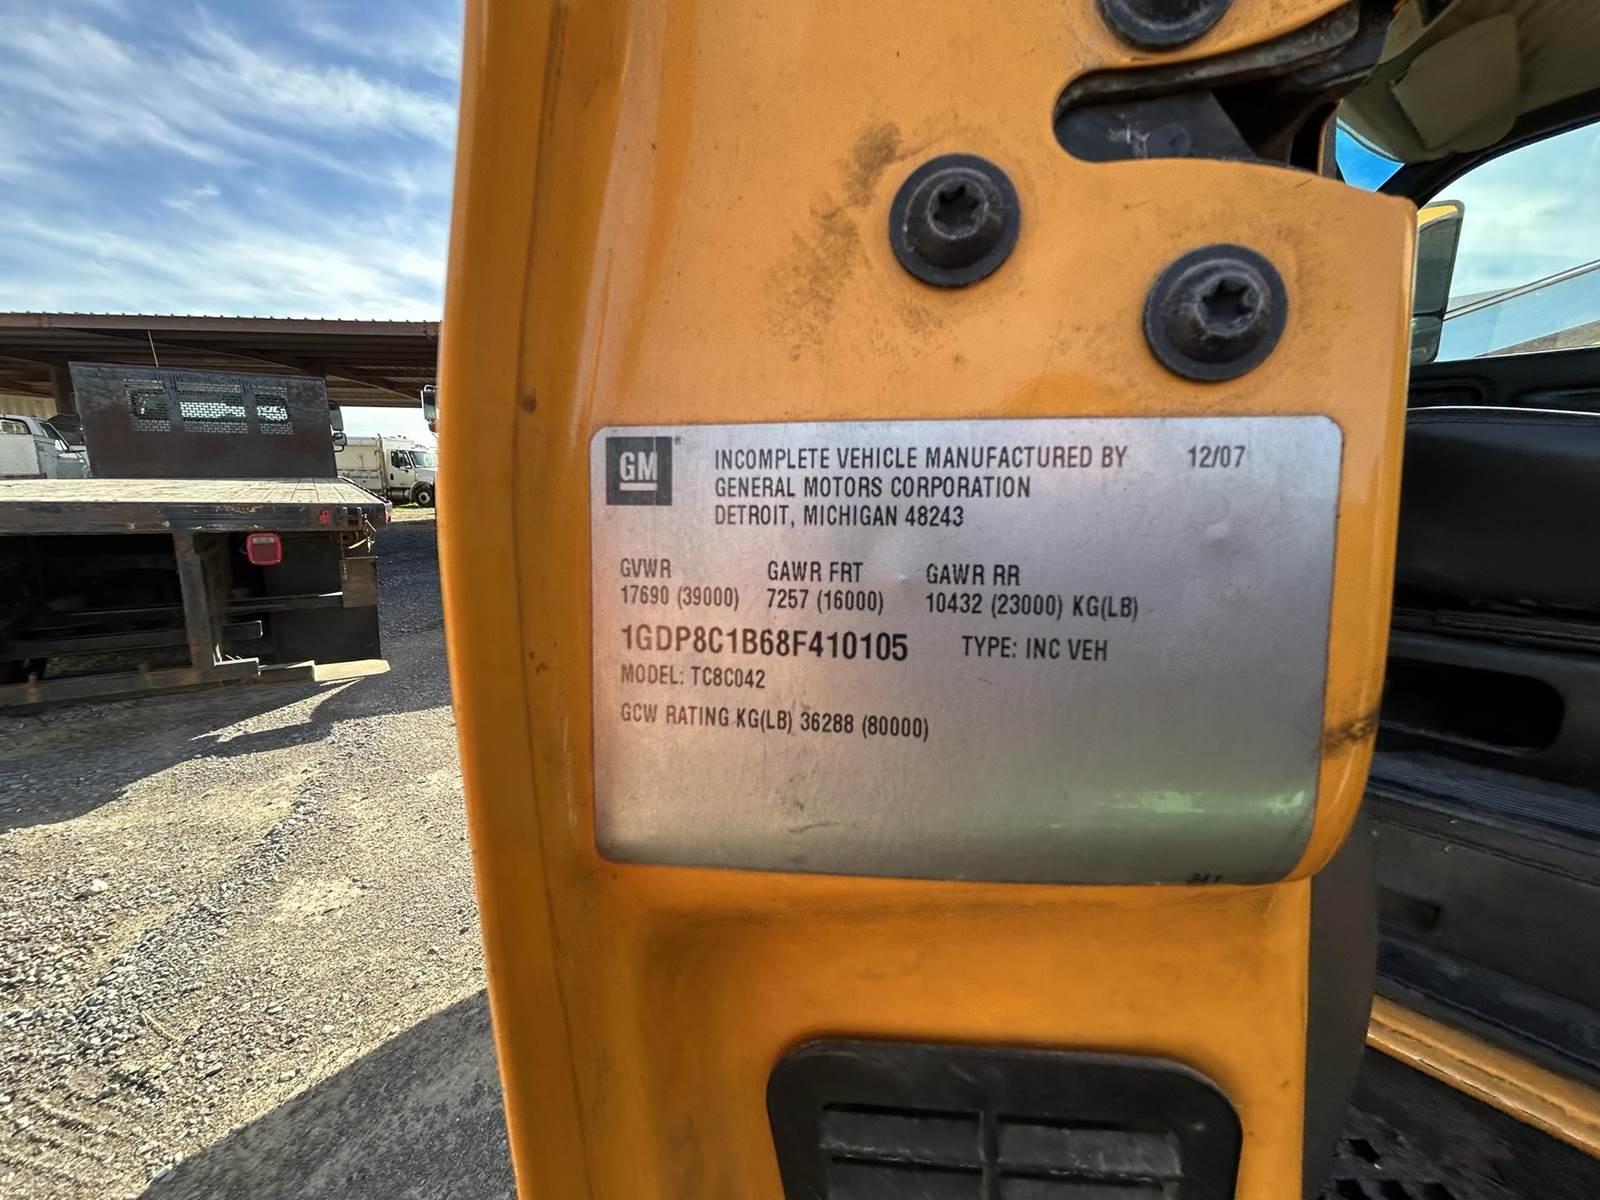 GM ®
INCOMPLETE VEHICLE MANUFACTURED BY 12/07
GENERAL MOTORS CORPORATION
DETROIT, MICHIGAN 48243
GVWR GAWR FRT GAWR RR
17690 (39000) 7257 (16000) 10432 (23000) KG(LB)
1GDP8C1B68F410105 TYPE: INC VEH
MODEL: TC8C042
GCW RATING KG(LB) 36288 (80000)